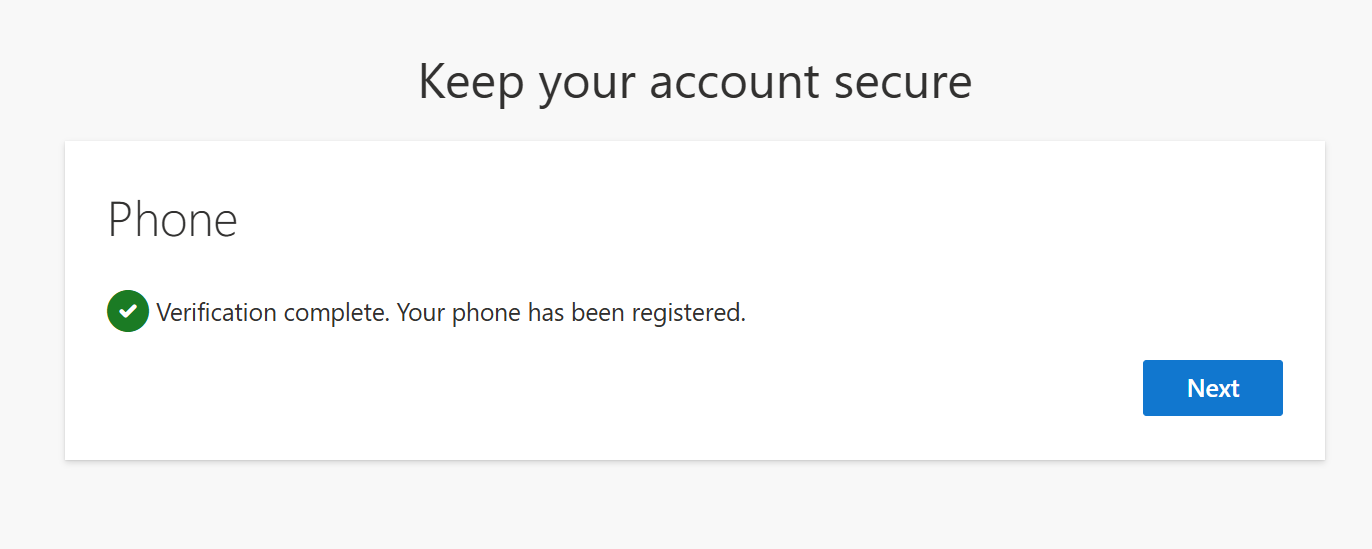 Keep your account secure
Phone
Verification complete. Your phone has been registered.
Next